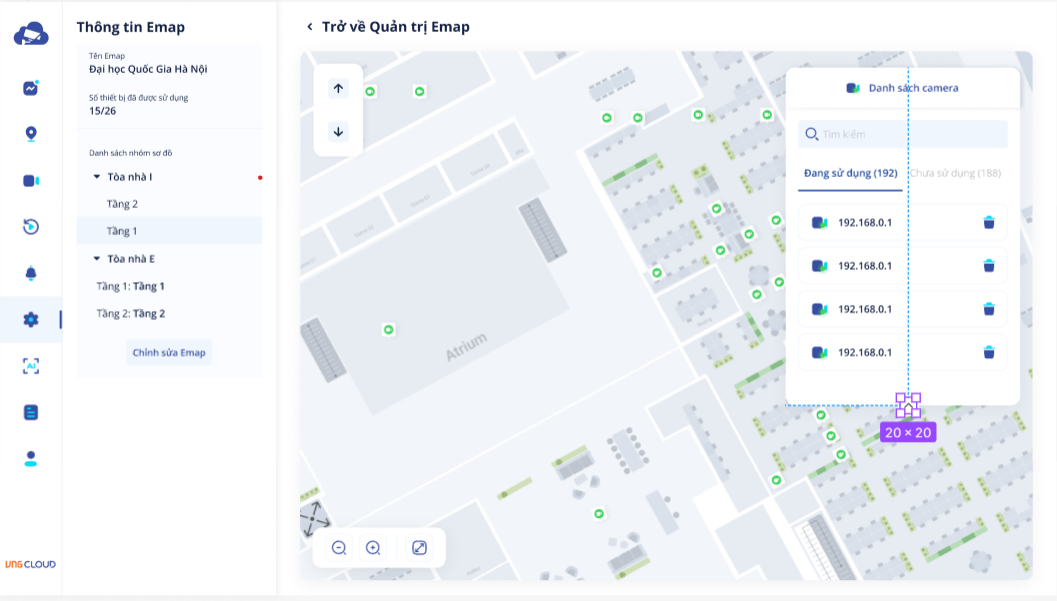 Thông tin Emap
Tên Emap
Đại học Quốc Gia Hà Nội
Số thiết bị đã được sử dụng
15/26
Danh sách nhóm sơ đồ
Tòa nhà I
Tầng 2
Tầng 1
Tòa nhà E
Tầng 1: Tầng 1
Tầng 2: Tầng 2
Chỉnh sửa Emap
AI
VNG CLOUD
Trở về Quản trị Emap
Atrium
Danh sách camera
Tìm kiếm
Đang sử dụng (192)
Chưa sử dụng (188)
192.168.0.1
192.168.0.1
192.168.0.1
192.168.0.1
20 × 20